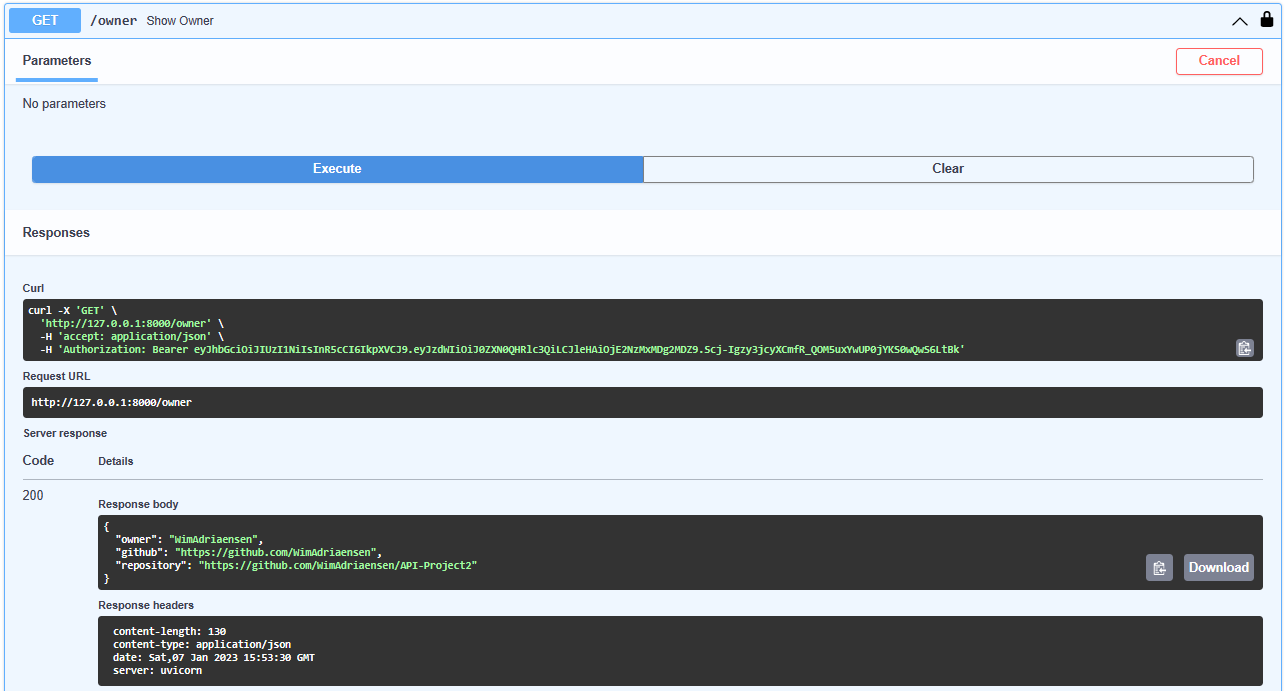 GET /owner Show Owner
Parameters
Cancel
No parameters
Execute
Clear
Responses
Curl
curl -X 'GET' \
'http://127.0.0.1:8000/owner' \
-H 'accept: application/json' \
-H 'Authorization: Bearer eyJhbGciOiJIUzI1NiIsInR5cCI6IkpXVCJ9.eyJzdWIiOiJ0ZXN0QHRlc3QiLCJleHAiOjE2NzMxMDg2MDZ9.Scj-Igzy3jcyXCmfR_QOM5uxYwUP0jYKS0wQwS6LtBk'
Request URL
http://127.0.0.1:8000/owner
Server response
Code Details
200
Response body
{
"owner": "WimAdriaensen",
"github": "https://github.com/WimAdriaensen",
"repository": "https://github.com/WimAdriaensen/API-Project2"
}
Download
Response headers
content-length: 130
content-type: application/json
date: Sat,07 Jan 2023 15:53:30 GMT
server: uvicorn